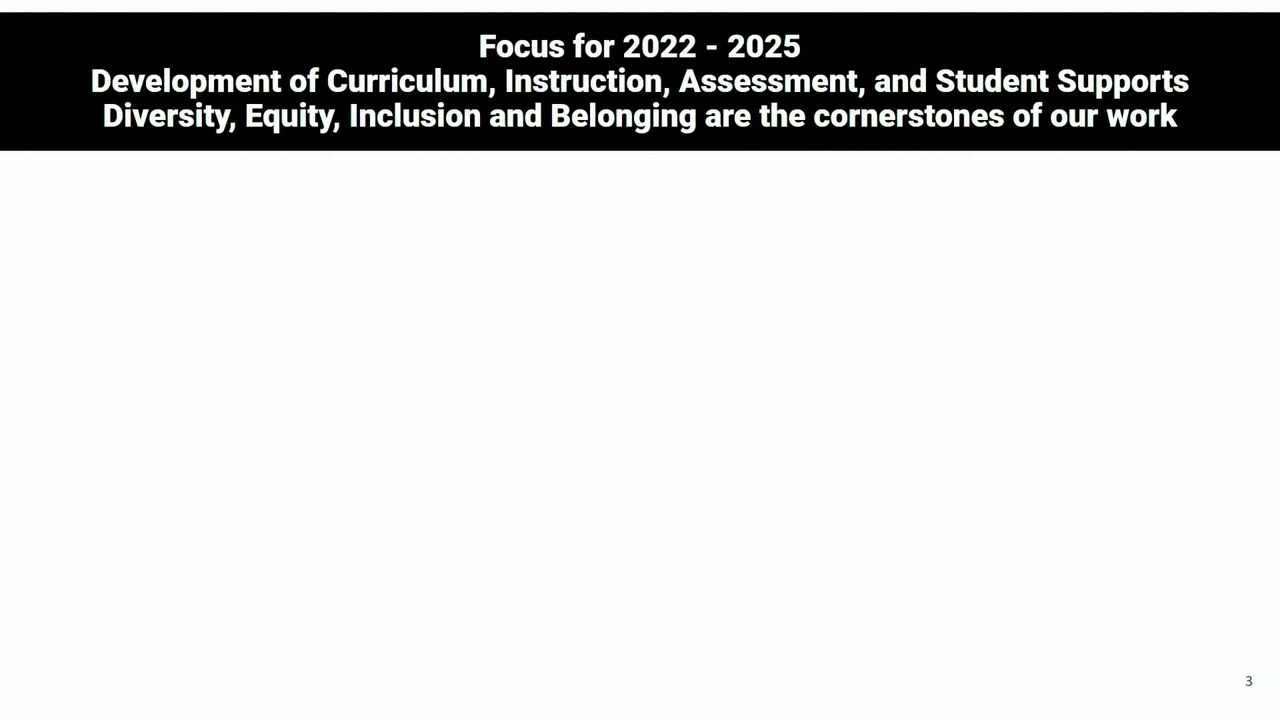 Focus for 2022 - 2025
Development of Curriculum, Instruction, Assessment, and Student Supports
Diversity, Equity, Inclusion and Belonging are the cornerstones of our work
3